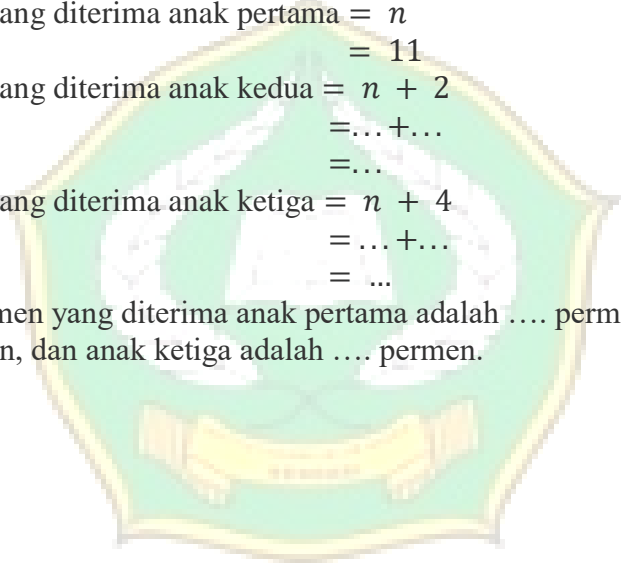 ang diterima anak pertama = n
= 11
ang diterima anak kedua = n + 2
=…+…
=…
ang diterima anak ketiga = n + 4
= …+…
= ...
men yang diterima anak pertama adalah …. perm
n, dan anak ketiga adalah …. permen.